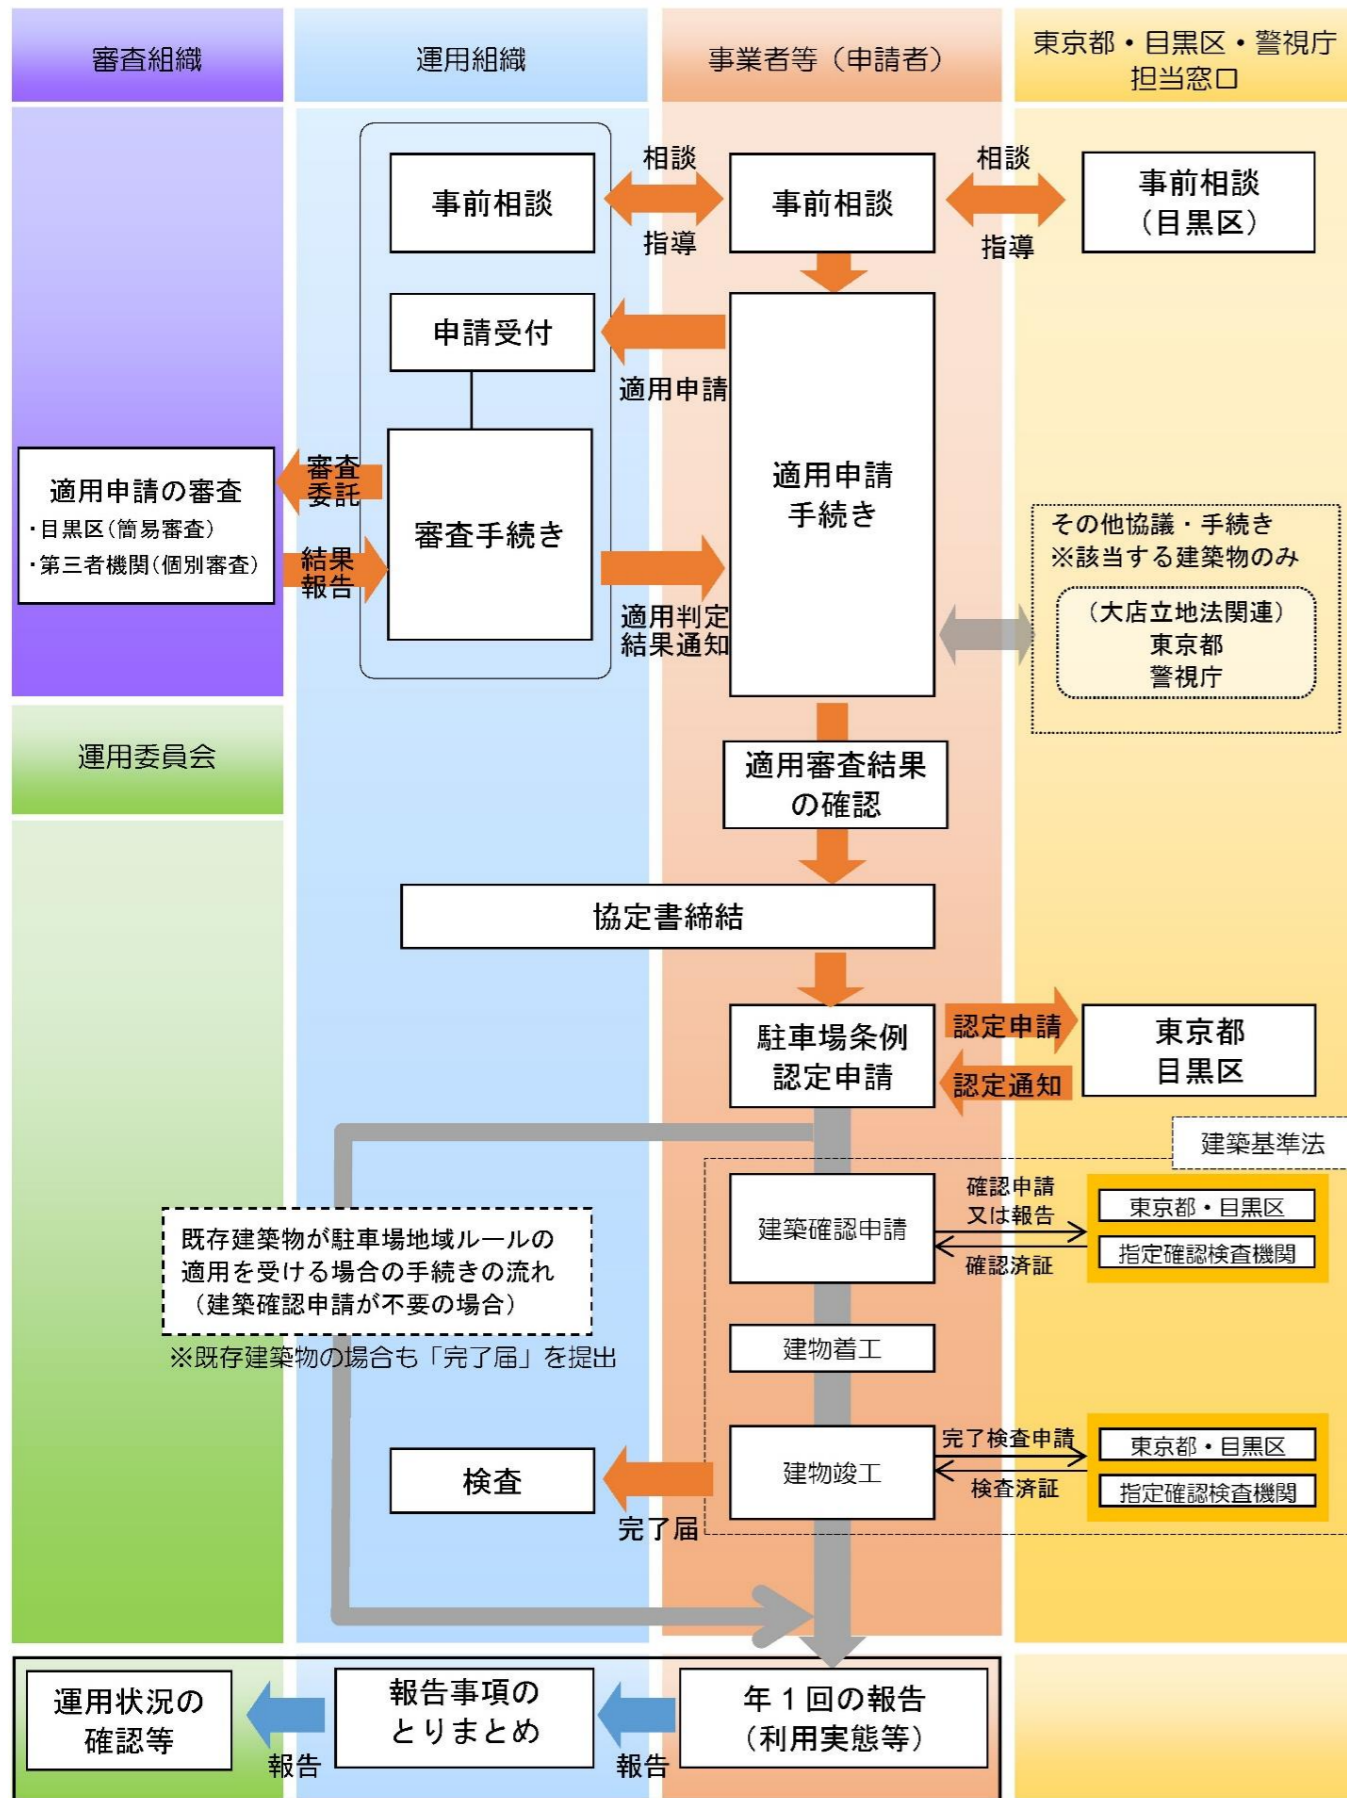 審査組織
運用組織
事業者等（申請者）
東京都・目黒区・警視庁
担当窓口
事前相談
相談
指導
事前相談
相談
指導
事前相談
（目黒区）
申請受付
適用申請
適用申請
手続き
適用申請の審査
・目黒区（簡易審査）
・第三者機関（個別審査）
審査
委託
結果
報告
審査手続き
適用判定
結果通知
その他協議・手続き
※該当する建築物のみ
（大店立地法関連）
東京都
警視庁
運用委員会
適用審査結果
の確認
協定書締結
駐車場条例
認定申請
認定申請
認定通知
東京都
目黒区
建築基準法
既存建築物が駐車場地域ルールの
適用を受ける場合の手続きの流れ
（建築確認申請が不要の場合）
※既存建築物の場合も「完了届」を提出
建築確認申請
確認申請
又は報告
確認済証
東京都・目黒区
指定確認検査機関
建物着工
検査
完了届
建物竣工
完了検査申請
検査済証
東京都・目黒区
指定確認検査機関
運用状況の
確認等
報告
報告事項の
とりまとめ
報告
年１回の報告
（利用実態等）